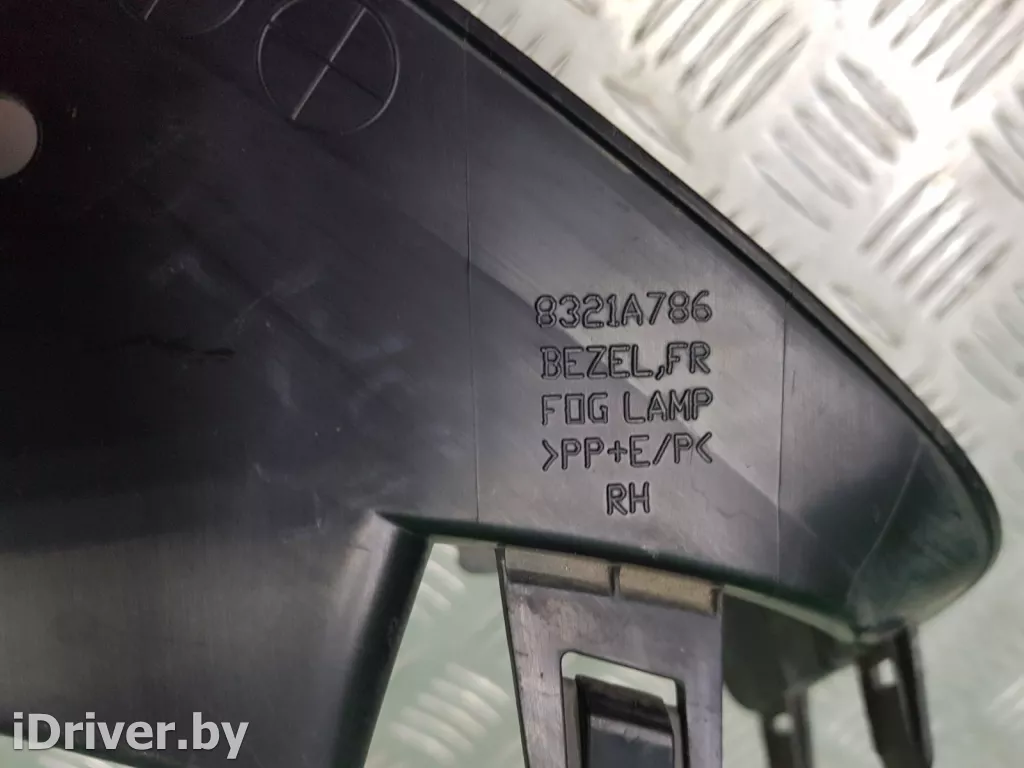 8321A786
BEZEL,FR
FOG LAMP
>PP+E/P<
RH
iDriver.by